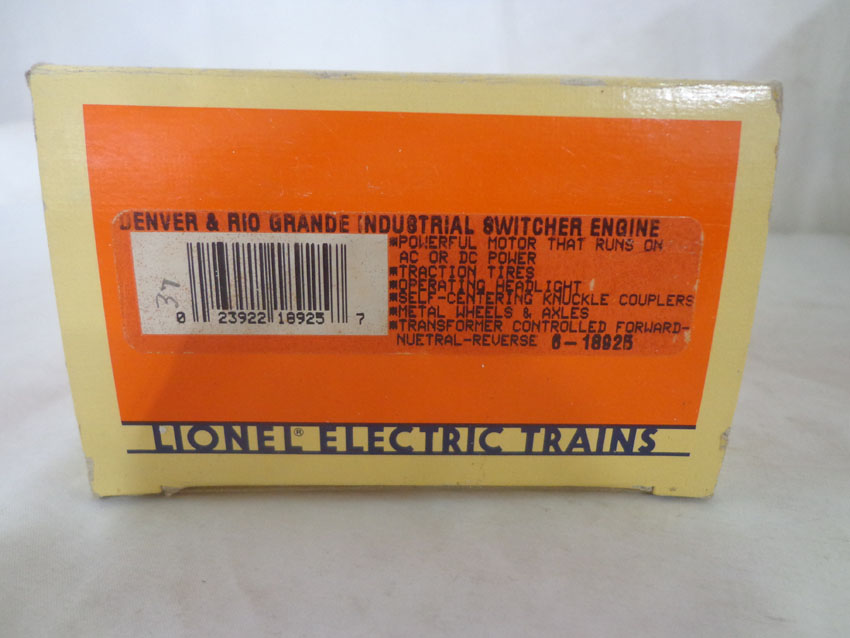 DENVER & RIO GRANDE INDUSTRIAL SWITCHER ENGINE
*POWERFUL MOTOR THAT RUNS ON
AC OR DC POWER
*TRACTION TIRES
*OPERATING HEADLIGHT
*SELF-CENTERING KNUCKLE COUPLERS
*METAL WHEELS & AXLES
*TRANSFORMER CONTROLLED FORWARD-
NUETRAL-REVERSE 6-18925
37
0 23922 18925 7
LIONEL® ELECTRIC TRAINS